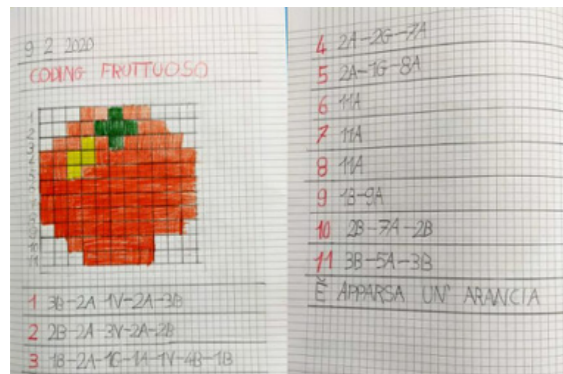 9 2 2020
CODING FRUTTUOSO
1
2
3
4
5
6
7
8
9
10
11
1 3B-2A-1V-2A-3B
2 2B-2A-3V-2A-2B
3 1B-2A-1G-1A-1V-4B-1B
4 2A-2G-7A
5 2A-1G-8A
6 11A
7 11A
8 11A
9 1B-9A
10 2B-7A-2B
11 3B-5A-3B
È APPARSA UN' ARANCIA